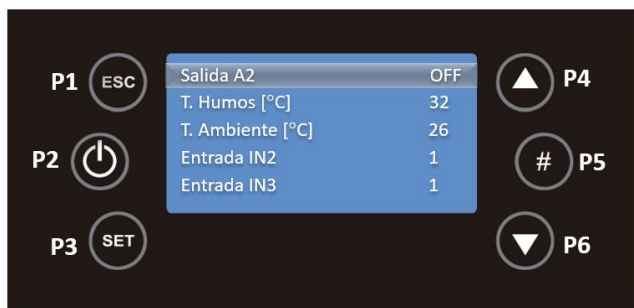 P1 ESC
P2
P3 SET
Salida A2 OFF
T. Humos [°C] 32
T. Ambiente [°C] 26
Entrada IN2 1
Entrada IN3 1
P4
# P5
P6